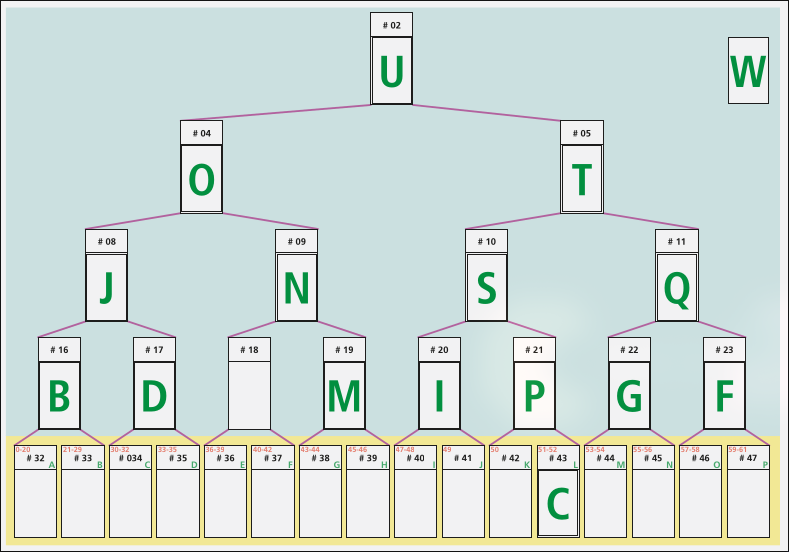 # 02
U
W
# 04 # 05
O T
# 08 # 09 # 10 # 11
J N S Q
# 16 # 17 # 18 # 19 # 20 # 21 # 22 # 23
B D M I P G F
0-20 21-29 30-32 33-35 36-39 40-42 43-44 45-46 47-48 49 50 51-52 53-54 55-56 57-58 59-61
# 32 # 33 # 034 # 35 # 36 # 37 # 38 # 39 # 40 # 41 # 42 # 43 # 44 # 45 # 46 # 47
A B C D E F G H I J K L M N O P
C